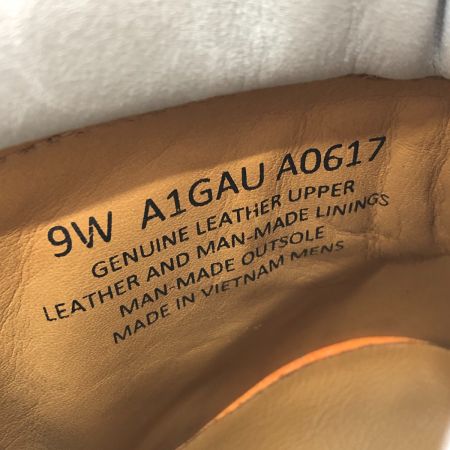 9W A1GAU A0617
GENUINE LEATHER UPPER
LEATHER AND MAN-MADE LININGS
MAN-MADE OUTSOLE
MADE IN VIETNAM MENS